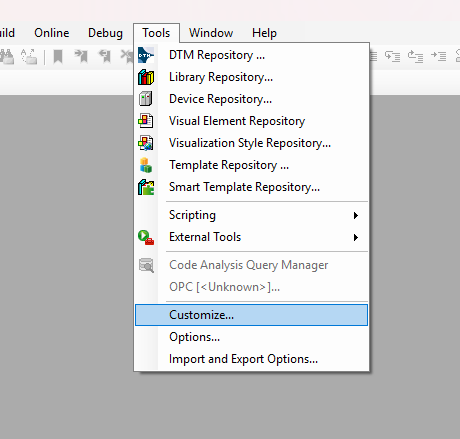 uild Online Debug Tools Window Help
DTM Repository ...
Library Repository...
Device Repository...
Visual Element Repository
Visualization Style Repository...
Template Repository ...
Smart Template Repository...
Scripting
External Tools
Code Analysis Query Manager
OPC [<Unknown>]...
Customize...
Options...
Import and Export Options...